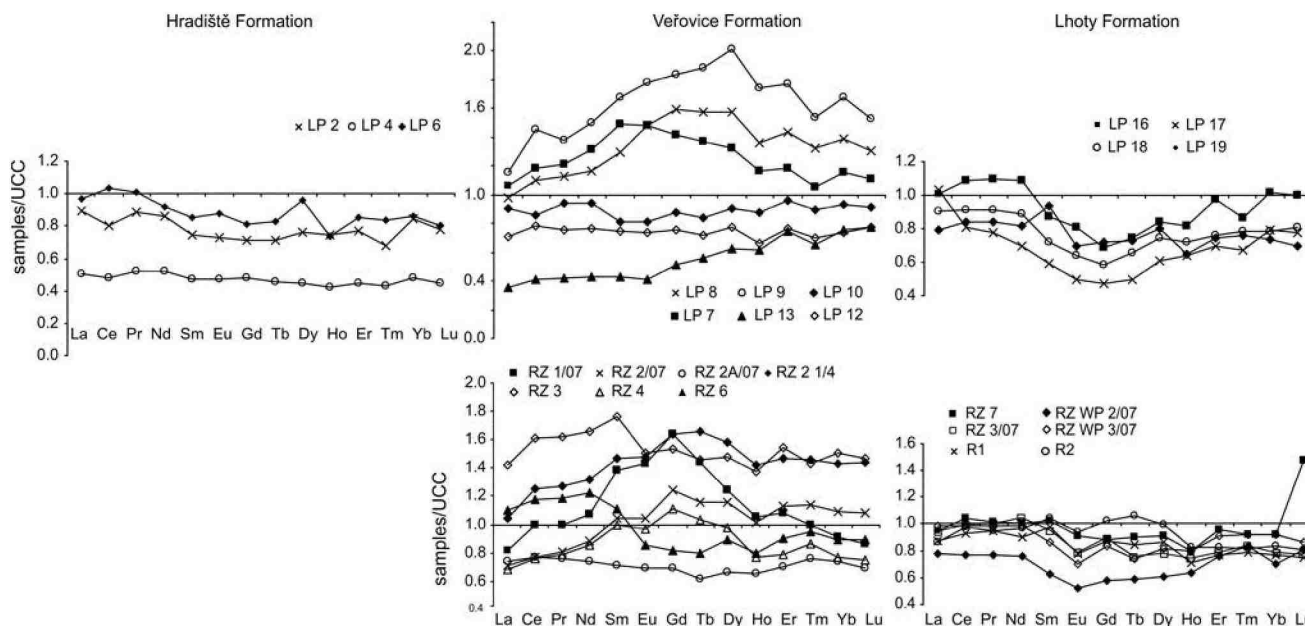 Hradiště Formation
Veřovice Formation
Lhoty Formation
samples/UCC
1.2
1.0
0.8
0.6
0.4
0.2
0.0
LP 2 LP 4 LP 6
La Ce Pr Nd Sm Eu Gd Tb Dy Ho Er Tm Yb Lu
2.0
1.6
1.2
1.0
0.8
0.4
0.0
LP 8 LP 9 LP 10
LP 7 LP 13 LP 12
1.2
1.0
0.8
0.6
0.4
LP 16 LP 17
LP 18 LP 19
samples/UCC
2.0
1.8
1.6
1.4
1.2
1.0
0.8
0.6
0.4
RZ 1/07 RZ 2/07 RZ 2A/07 RZ 2 1/4
RZ 3 RZ 4 RZ 6
La Ce Pr Nd Sm Eu Gd Tb Dy Ho Er Tm Yb Lu
1.6
1.4
1.2
1.0
0.8
0.6
0.4
RZ 7 RZ WP 2/07
RZ 3/07 RZ WP 3/07
R1 R2
La Ce Pr Nd Sm Eu Gd Tb Dy Ho Er Tm Yb L